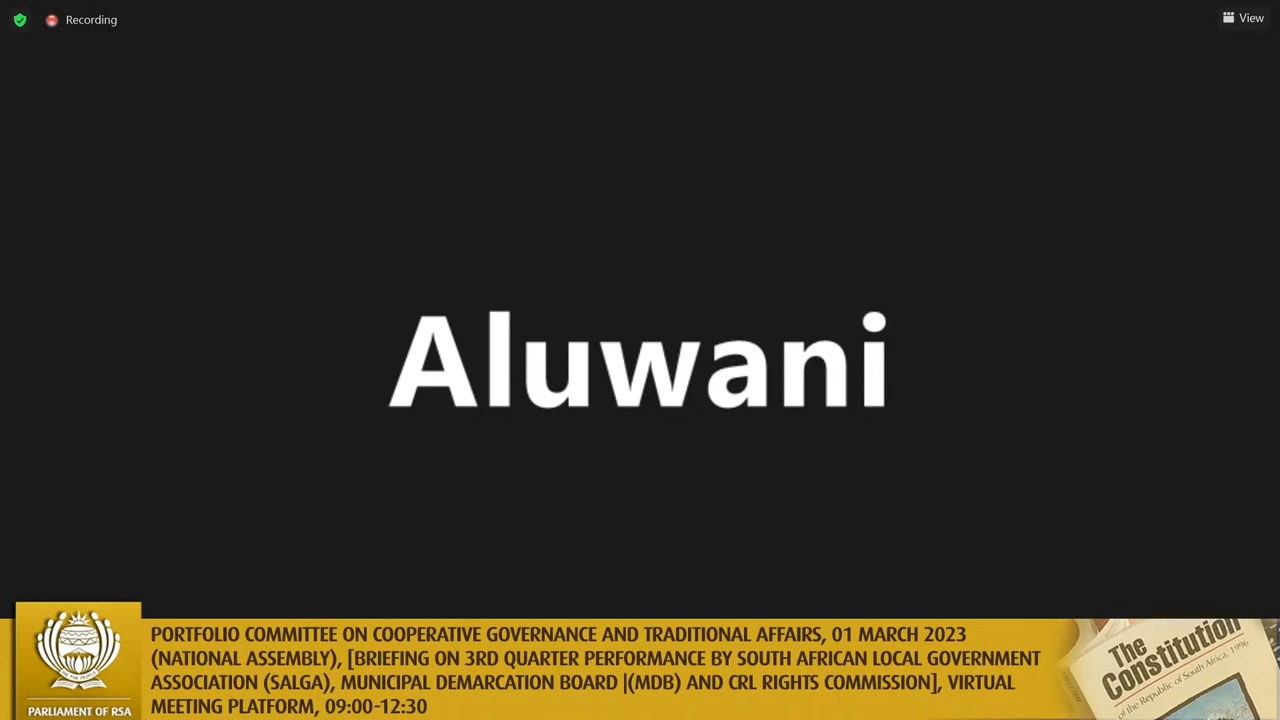 Recording
View
Aluwani
PORTFOLIO COMMITTEE ON COOPERATIVE GOVERNANCE AND TRADITIONAL AFFAIRS, 01 MARCH 2023
(NATIONAL ASSEMBLY), [BRIEFING ON 3RD QUARTER PERFORMANCE BY SOUTH AFRICAN LOCAL GOVERNMENT
ASSOCIATION (SALGA), MUNICIPAL DEMARCATION BOARD |(MDB) AND CRL RIGHTS COMMISSION], VIRTUAL
MEETING PLATFORM, 09:00-12:30
PARLIAMENT OF RSA
The
Constitution
of the Republic of South Africa, 1996